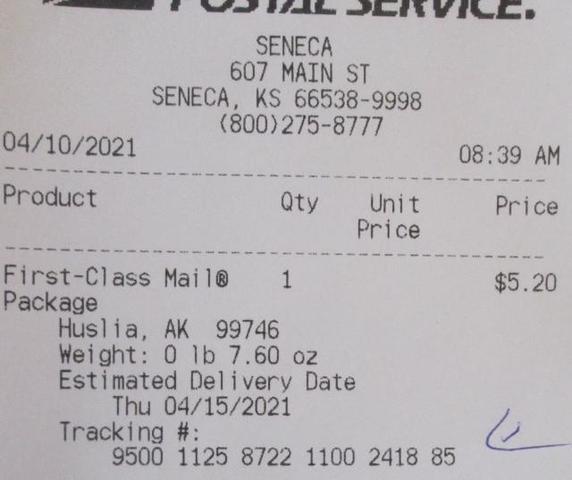 POSTAL SERVICE.
SENECA
607 MAIN ST
SENECA, KS 66538-9998
(800)275-8777
04/10/2021 08:39 AM
Product Qty Unit Price
Price
First-Class Mail® 1 $5.20
Package
Huslia, AK 99746
Weight: 0 lb 7.60 oz
Estimated Delivery Date
Thu 04/15/2021
Tracking #:
9500 1125 8722 1100 2418 85